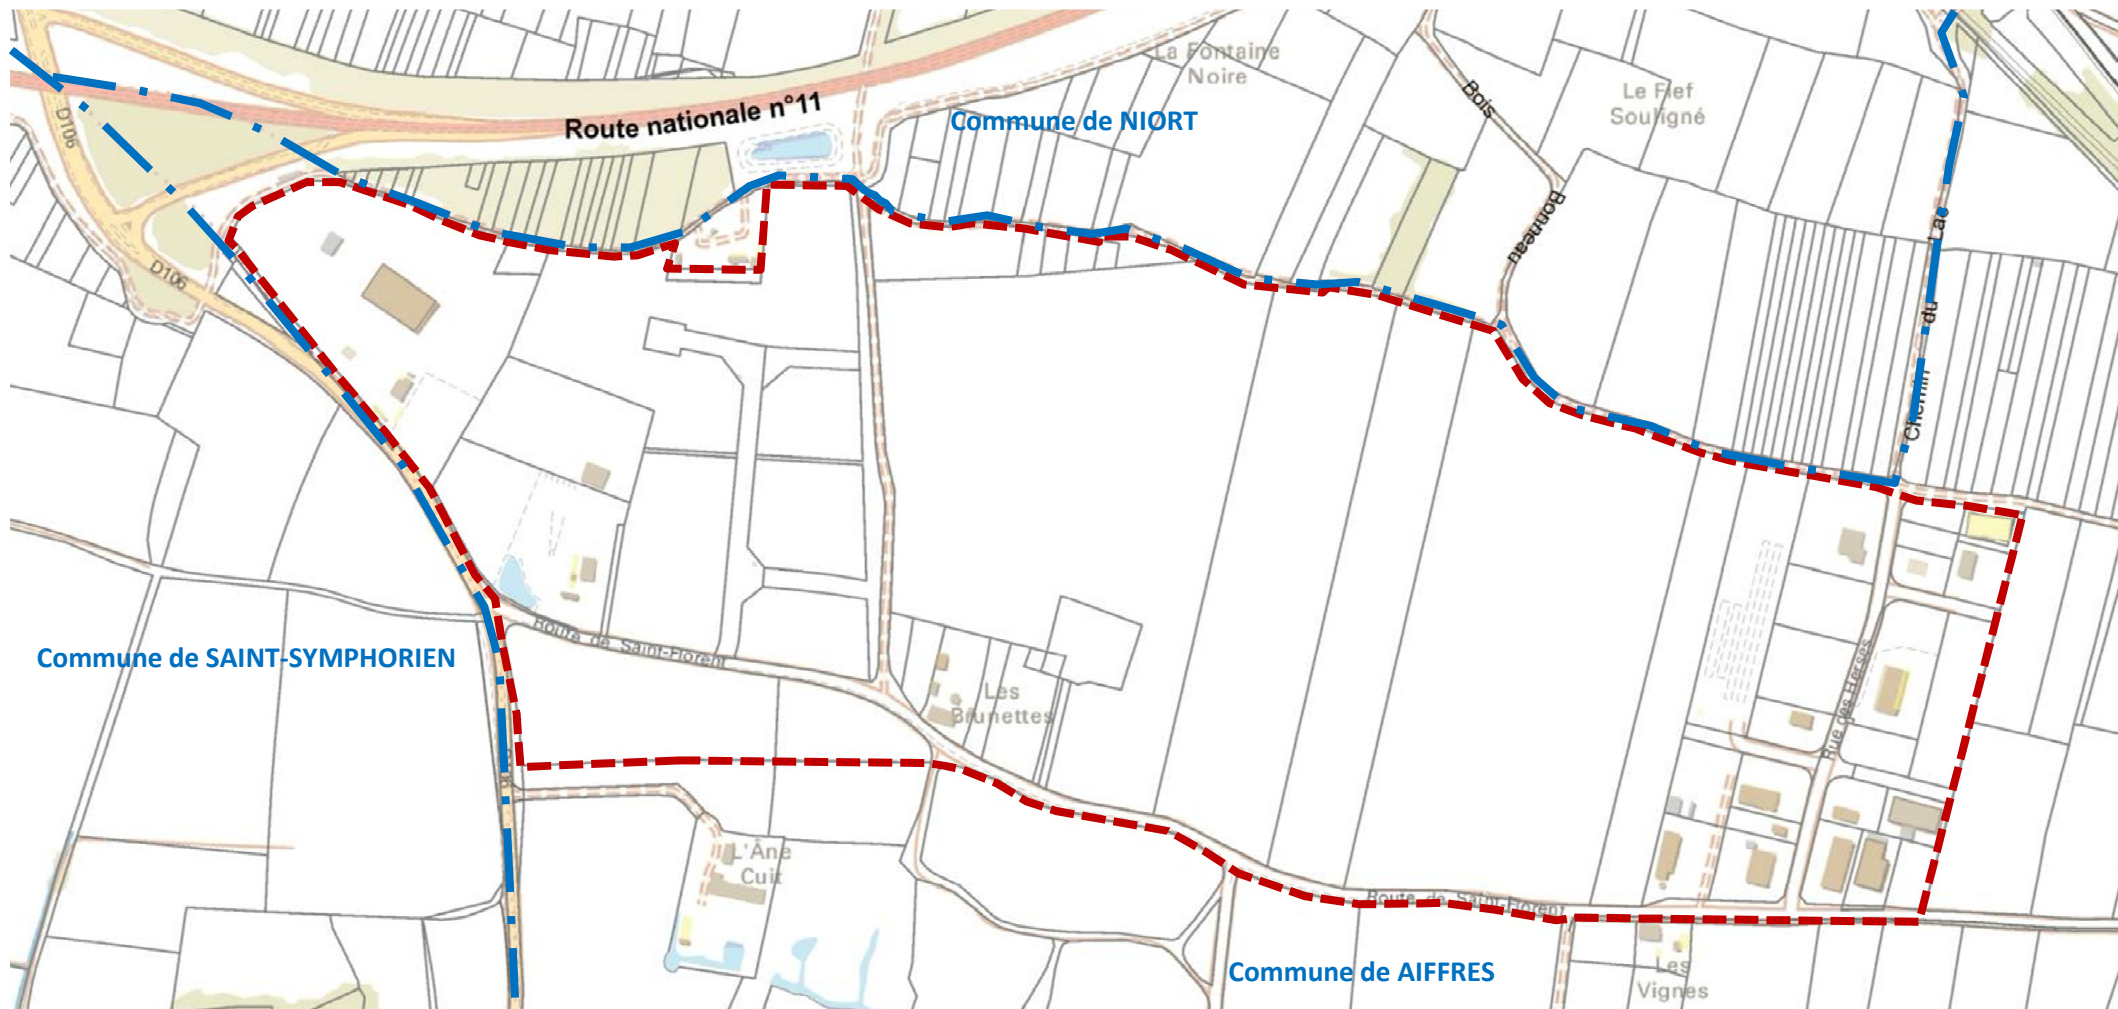 La Fontaine
Noire
Route nationale n°11
Commune de NIORT
Bois
Bonneau
Le Fief
Souligné
D106
D106
Chemin du Lac
Commune de SAINT-SYMPHORIEN
Route de Saint-Florent
Les
Brunettes
Rue des Herses
L'Âne
Cuit
Route de Saint-Florent
Commune de AIFFRES
Les
Vignes